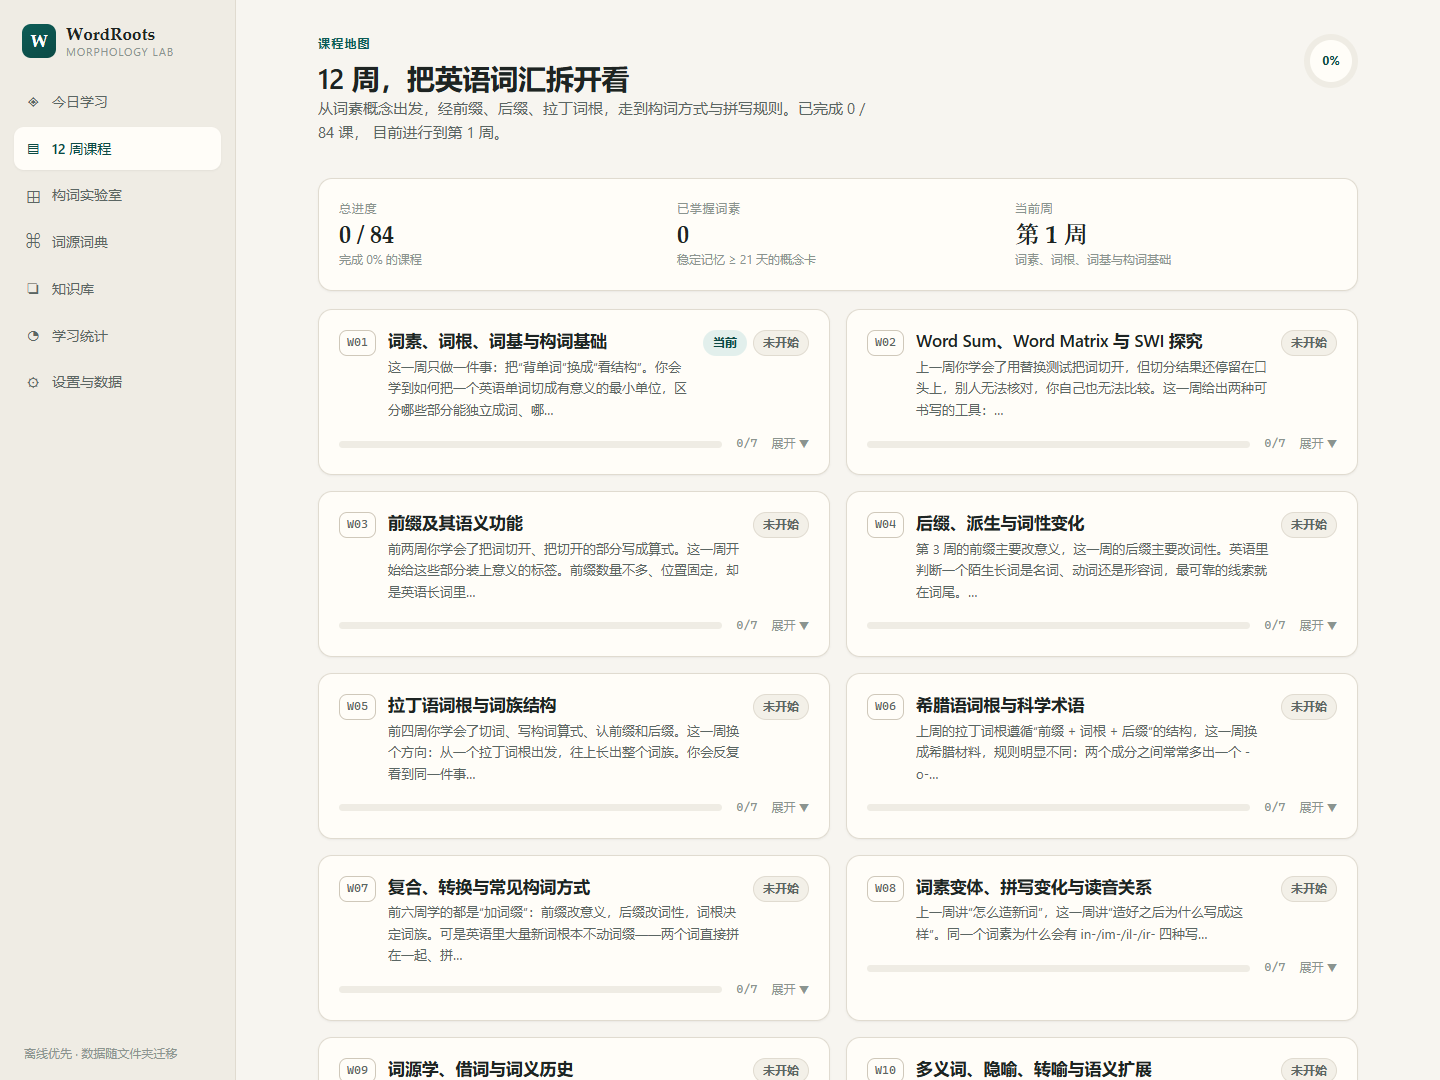 W
WordRoots
MORPHOLOGY LAB
今日学习
12 周课程
构词实验室
词源词典
知识库
学习统计
设置与数据
离线优先 · 数据随文件夹迁移
课程地图
12 周，把英语词汇拆开看
从词素概念出发，经前缀、后缀、拉丁词根，走到构词方式与拼写规则。已完成 0 /
84 课， 目前进行到第 1 周。
0%
总进度
0 / 84
完成 0% 的课程
已掌握词素
0
稳定记忆 ≥ 21 天的概念卡
当前周
第 1 周
词素、词根、词基与构词基础
W01
词素、词根、词基与构词基础
当前
未开始
这一周只做一件事：把“背单词”换成“看结构”。你会
学到如何把一个英语单词切成有意义的最小单位，区
分哪些部分能独立成词、哪...
0/7
展开 ▼
W02
Word Sum、Word Matrix 与 SWI 探究
未开始
上一周你学会了用替换测试把词切开，但切分结果还停留在口
头上，别人无法核对，你自己也无法比较。这一周给出两种可
书写的工具：...
0/7
展开 ▼
W03
前缀及其语义功能
未开始
前两周你学会了把词切开、把切开的部分写成算式。这一周开
始给这些部分装上意义的标签。前缀数量不多、位置固定，却
是英语长词里...
0/7
展开 ▼
W04
后缀、派生与词性变化
未开始
第 3 周的前缀主要改意义，这一周的后缀主要改词性。英语里
判断一个陌生长词是名词、动词还是形容词，最可靠的线索就
在词尾。...
0/7
展开 ▼
W05
拉丁语词根与词族结构
未开始
前四周你学会了切词、写构词算式、认前缀和后缀。这一周换
个方向：从一个拉丁词根出发，往上长出整个词族。你会反复
看到同一件事...
0/7
展开 ▼
W06
希腊语词根与科学术语
未开始
上周的拉丁词根遵循“前缀 + 词根 + 后缀”的结构，这一周换
成希腊材料，规则明显不同：两个成分之间常常多出一个 -
o-...
0/7
展开 ▼
W07
复合、转换与常见构词方式
未开始
前六周学的都是“加词缀”：前缀改意义，后缀改词性，词根决
定词族。可是英语里大量新词根本不动词缀——两个词直接拼
在一起、拼...
0/7
展开 ▼
W08
词素变体、拼写变化与读音关系
未开始
上一周讲“怎么造新词”，这一周讲“造好之后为什么写成这
样”。同一个词素为什么会有 in-/im-/il-/ir- 四种写...
0/7
展开 ▼
W09
词源学、借词与词义历史
未开始
W10
多义词、隐喻、转喻与语义扩展
未开始